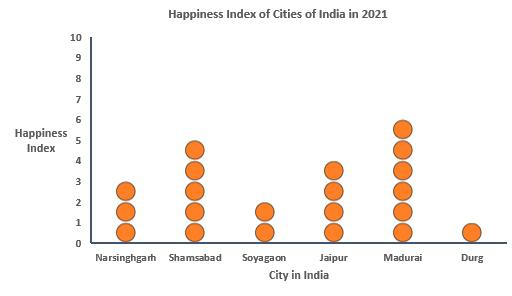 Happiness Index of Cities of India in 2021
10
9
8
7
6
5
4
3
2
1
0
Happiness
Index
Narsinghgarh Shamsabad Soyagaon Jaipur Madurai Durg
City in India